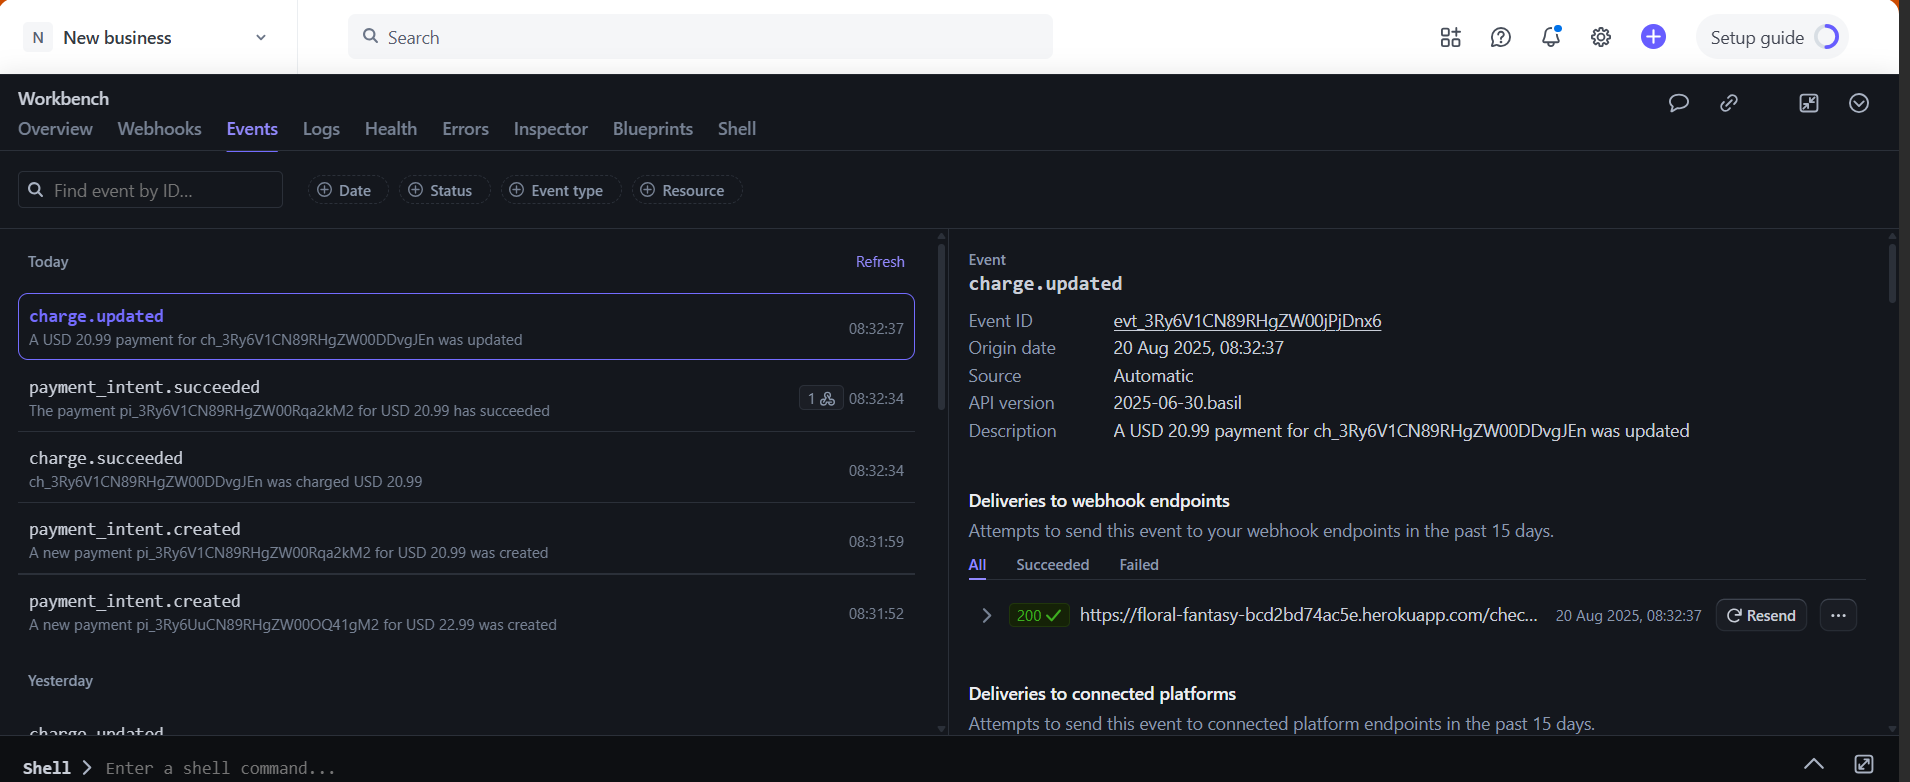 N New business
Search
Setup guide
Workbench
Overview Webhooks Events Logs Health Errors Inspector Blueprints Shell
Find event by ID...
Date Status Event type Resource
Today Refresh
charge.updated
A USD 20.99 payment for ch_3Ry6V1CN89RHgZW00DDvgJEn was updated
08:32:37
payment_intent.succeeded
The payment pi_3Ry6V1CN89RHgZW00Rqa2kM2 for USD 20.99 has succeeded
1 08:32:34
charge.succeeded
ch_3Ry6V1CN89RHgZW00DDvgJEn was charged USD 20.99
08:32:34
payment_intent.created
A new payment pi_3Ry6V1CN89RHgZW00Rqa2kM2 for USD 20.99 was created
08:31:59
payment_intent.created
A new payment pi_3Ry6UuCN89RHgZW00OQ41gM2 for USD 22.99 was created
08:31:52
Yesterday
charge.updated
Event
charge.updated
Event ID evt_3Ry6V1CN89RHgZW00jPjDnx6
Origin date 20 Aug 2025, 08:32:37
Source Automatic
API version 2025-06-30.basil
Description A USD 20.99 payment for ch_3Ry6V1CN89RHgZW00DDvgJEn was updated
Deliveries to webhook endpoints
Attempts to send this event to your webhook endpoints in the past 15 days.
All Succeeded Failed
200 https://floral-fantasy-bcd2bd74ac5e.herokuapp.com/chec... 20 Aug 2025, 08:32:37 Resend ...
Deliveries to connected platforms
Attempts to send this event to connected platform endpoints in the past 15 days.
Shell Enter a shell command...